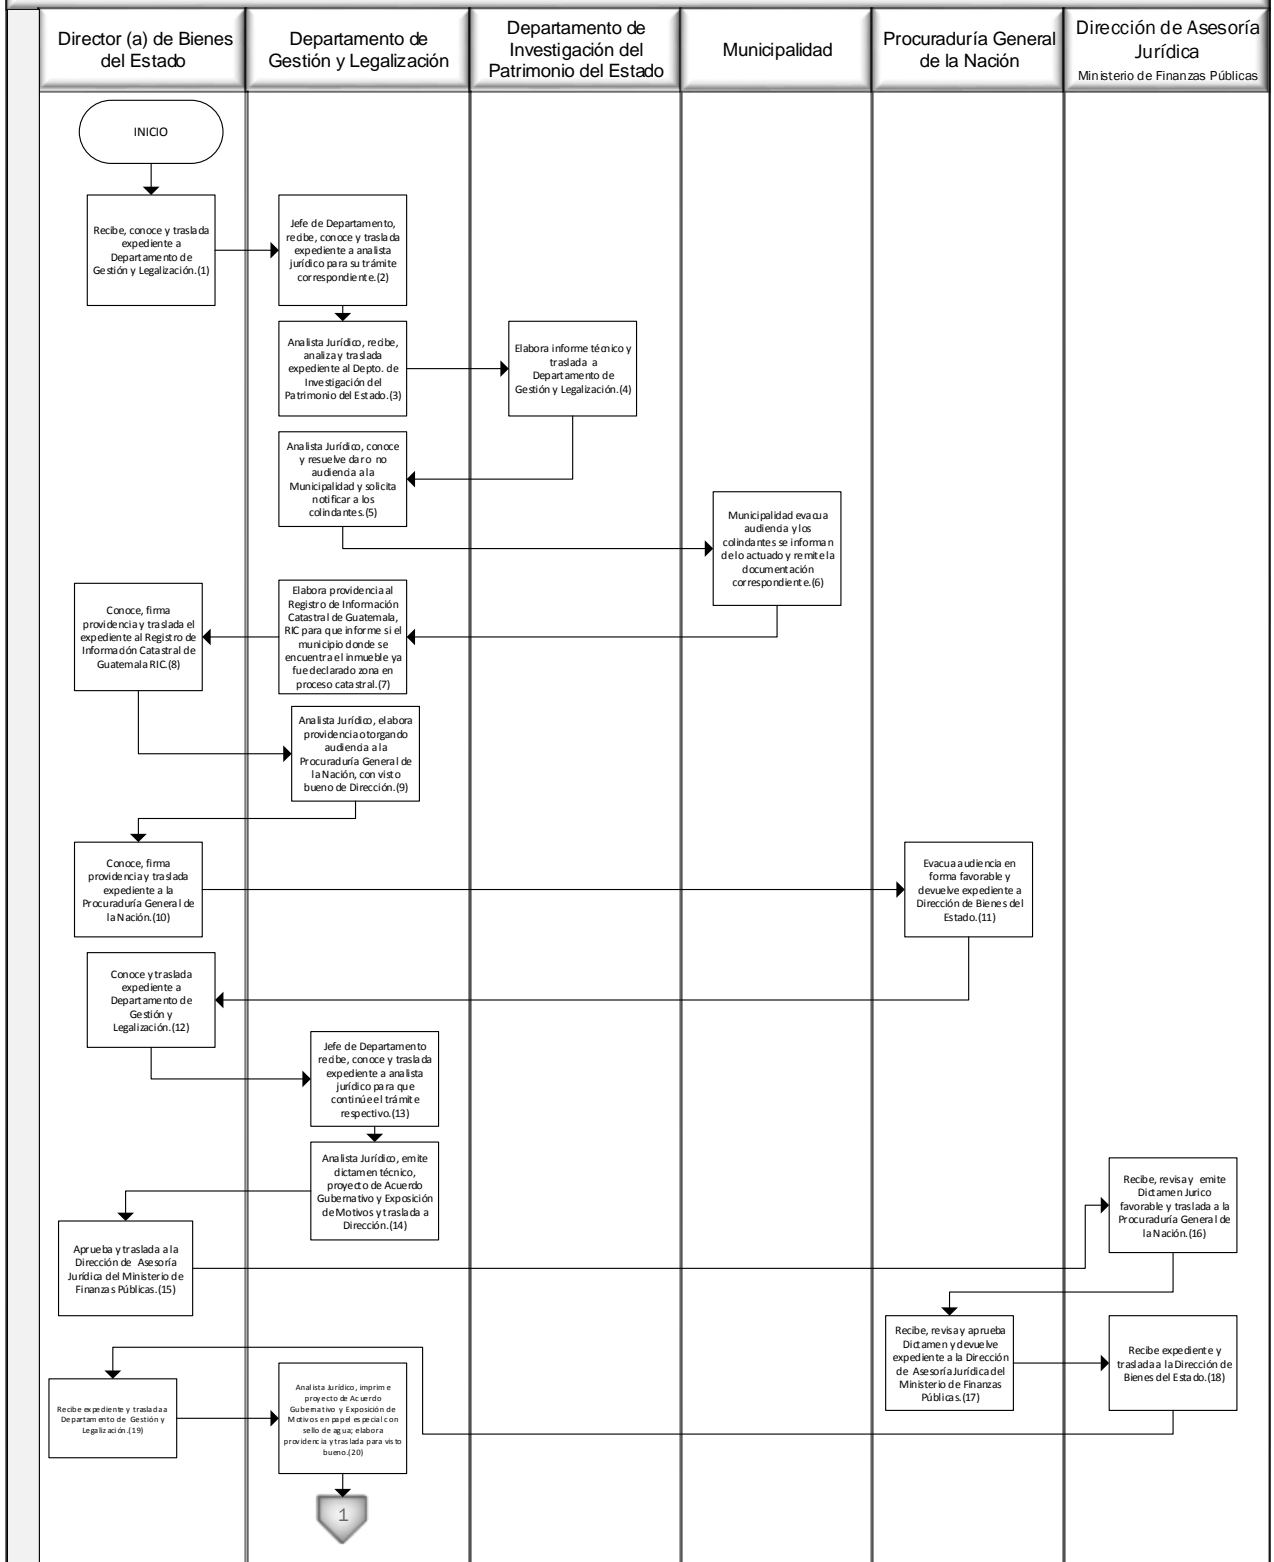 Director (a) de Bienes
del Estado
Departamento de
Gestión y Legalización
Departamento de
Investigación del
Patrimonio del Estado
Municipalidad
Procuraduría General
de la Nación
Dirección de Asesoría
Jurídica
Ministerio de Finanzas Públicas
INICIO
Recibe, conoce y traslada
expediente a
Departamento de
Gestión y Legalización.(1)
Jefe de Departamento,
recibe, conoce y traslada
expediente a analista
jurídico para su trámite
correspondiente.(2)
Analista Jurídico, recibe,
analiza y traslada
expediente al Depto. de
Investigación del
Patrimonio del Estado.(3)
Elabora informe técnico y
traslada a
Departamento de
Gestión y Legalización.(4)
Analista Jurídico, conoce
y resuelve dar o no
audiencia a la
Municipalidad y solicita
notificar a los
colindantes.(5)
Municipalidad evacua
audiencia y los
colindantes se informan
de lo actuado y remite la
documentación
correspondiente.(6)
Elabora providencia al
Registro de Información
Catastral de Guatemala,
RIC para que informe si el
municipio donde se
encuentra el inmueble ya
fue declarado zona en
proceso catastral.(7)
Conoce, firma
providencia y traslada el
expediente al Registro de
Información Catastral de
Guatemala RIC.(8)
Analista Jurídico, elabora
providencia otorgando
audiencia a la
Procuraduría General de
la Nación, con visto
bueno de Dirección.(9)
Conoce, firma
providencia y traslada
expediente a la
Procuraduría General de
la Nación.(10)
Evacua audiencia en
forma favorable y
devuelve expediente a
Dirección de Bienes del
Estado.(11)
Conoce y traslada
expediente a
Departamento de
Gestión y
Legalización.(12)
Jefe de Departamento
recibe, conoce y traslada
expediente a analista
jurídico para que
continúe el trámite
respectivo.(13)
Analista Jurídico, emite
dictamen técnico,
proyecto de Acuerdo
Gubernativo y Exposición
de Motivos y traslada a
Dirección.(14)
Aprueba y traslada a la
Dirección de Asesoría
Jurídica del Ministerio de
Finanzas Públicas.(15)
Recibe, revisa y emite
Dictamen Jurico
favorable y traslada a la
Procuraduría General de
la Nación.(16)
Recibe, revisa y aprueba
Dictamen y devuelve
expediente a la Dirección
de Asesoría Jurídica del
Ministerio de Finanzas
Públicas.(17)
Recibe expediente y
traslada a la Dirección de
Bienes del Estado.(18)
Recibe expediente y traslada a
Departamento de Gestión y
Legalización.(19)
Analista Jurídico, imprime
proyecto de Acuerdo
Gubernativo y Exposición de
Motivos en papel especial con
sello de agua; elabora
providencia y traslada para visto
bueno.(20)
1